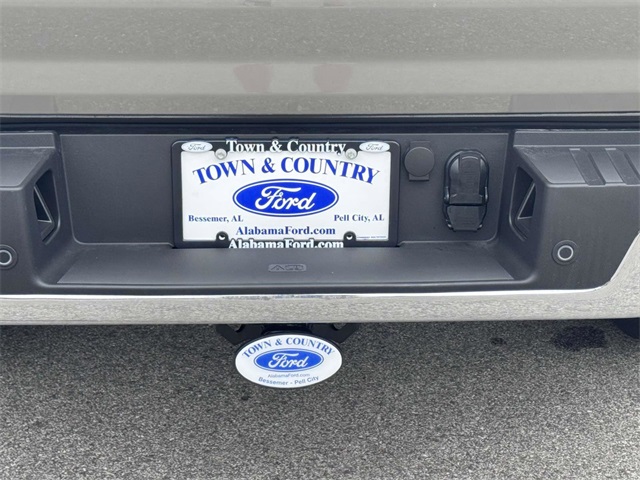 Ford Town & Country Ford
TOWN & COUNTRY
Ford
Bessemer, AL Pell City, AL
AlabamaFord.com
AlabamaFord.com
TOWN & COUNTRY
Ford
AlabamaFord.com
Bessemer - Pell City